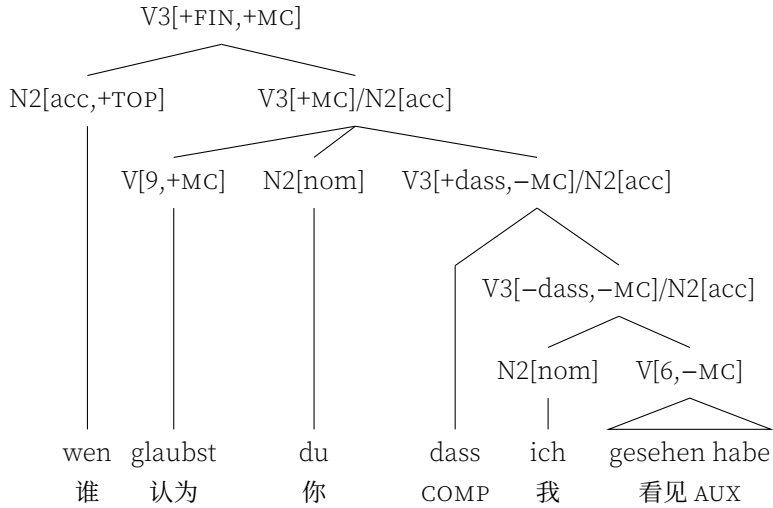 V3[+FIN,+MC]
N2[acc,+TOP] V3[+MC]/N2[acc]
V[9,+MC] N2[nom] V3[+dass,−MC]/N2[acc]
V3[−dass,−MC]/N2[acc]
N2[nom] V[6,−MC]
wen glaubst du dass ich gesehen habe
谁 认为 你 COMP 我 看见 AUX